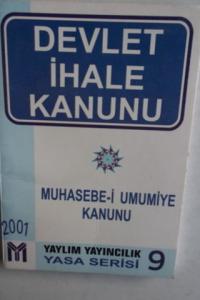 DEVLET
İHALE
KANUNU
MUHASEBE-İ UMUMİYE
KANUNU
2001
YAYLIM YAYINCILIK
YASA SERİSİ 9